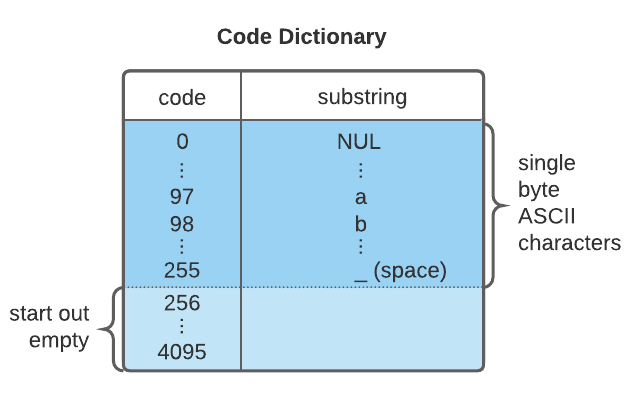 Code Dictionary
code substring
0 NUL
⋮ ⋮
97 a
98 b
⋮ ⋮
255 _ (space)
256
⋮
4095
single
byte
ASCII
characters
start out
empty